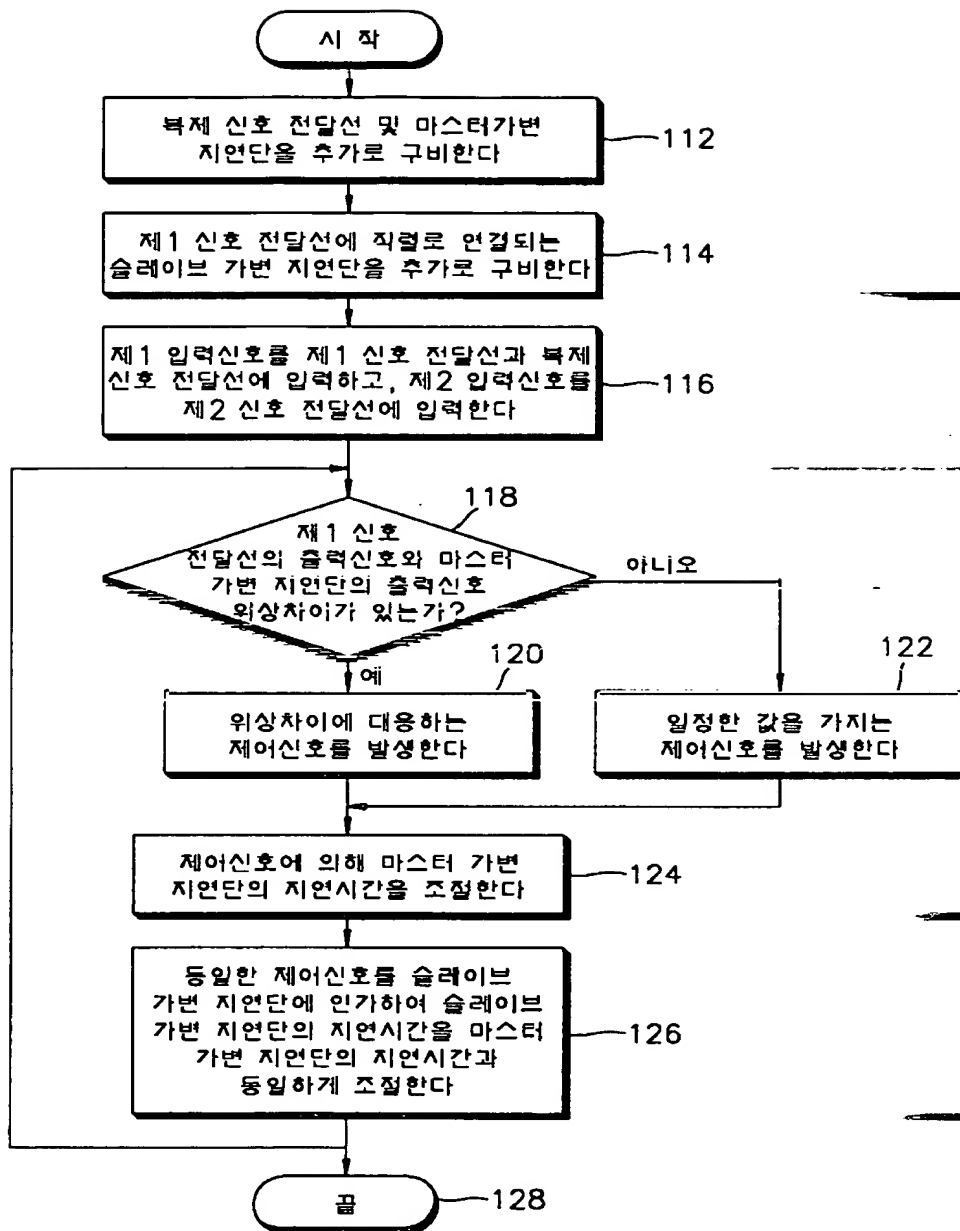 시 작
복제 신호 전달선 및 마스터가변
지연단을 추가로 구비한다
112
제1 신호 전달선에 직렬로 연결되는
슬레이브 가변 지연단을 추가로 구비한다
114
제1 입력신호를 제1 신호 전달선과 복제
신호 전달선에 입력하고, 제2 입력신호를
제2 신호 전달선에 입력한다
116
118
제1 신호
전달선의 출력신호와 마스터
가변 지연단의 출력신호
위상차이가 있는가?
아니오
예
120
위상차이에 대응하는
제어신호를 발생한다
122
일정한 값을 가지는
제어신호를 발생한다
제어신호에 의해 마스터 가변
지연단의 지연시간을 조절한다
124
동일한 제어신호를 슬레이브
가변 지연단에 인가하여 슬레이브
가변 지연단의 지연시간을 마스터
가변 지연단의 지연시간과
동일하게 조절한다
126
끝
128